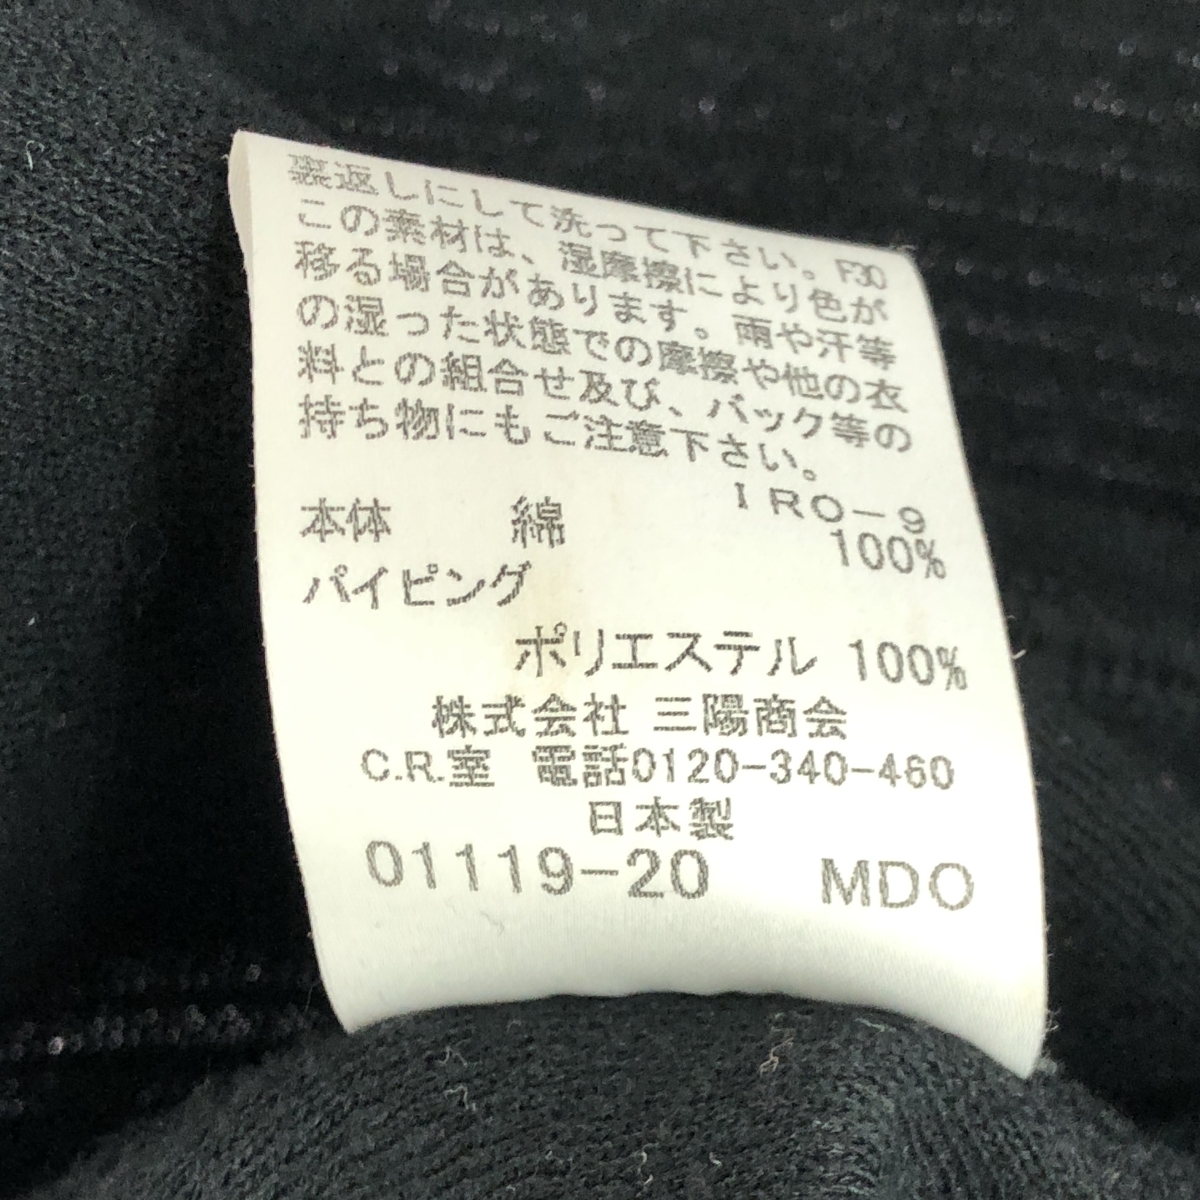 裏返しにして洗って下さい。F30
この素材は、湿摩擦により色が
移る場合があります。雨や汗等
の湿った状態での摩擦や他の衣
料との組合せ及び、バック等の
持ち物にもご注意下さい。
IRO-9
本体 綿 100%
パイピング
ポリエステル 100%
株式会社 三陽商会
C.R.室 電話0120-340-460
日本製
01119-20 MDO